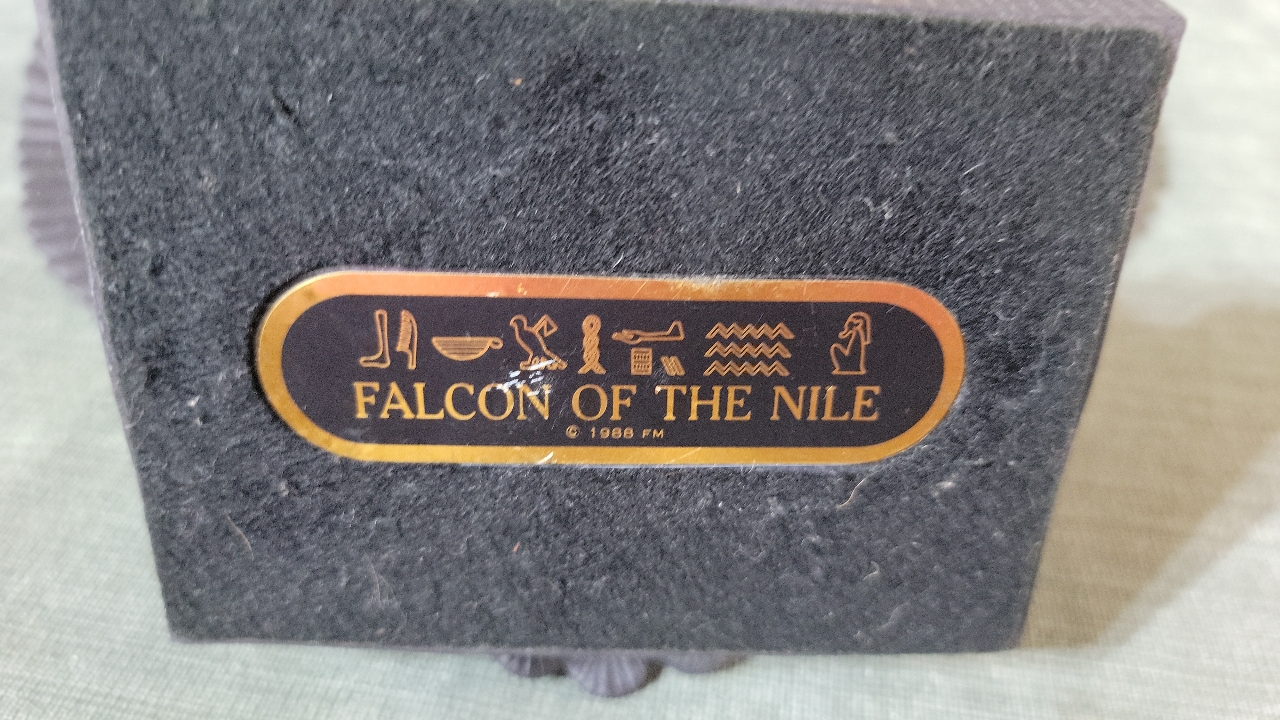 FALCON OF THE NILE
© 1988 FM